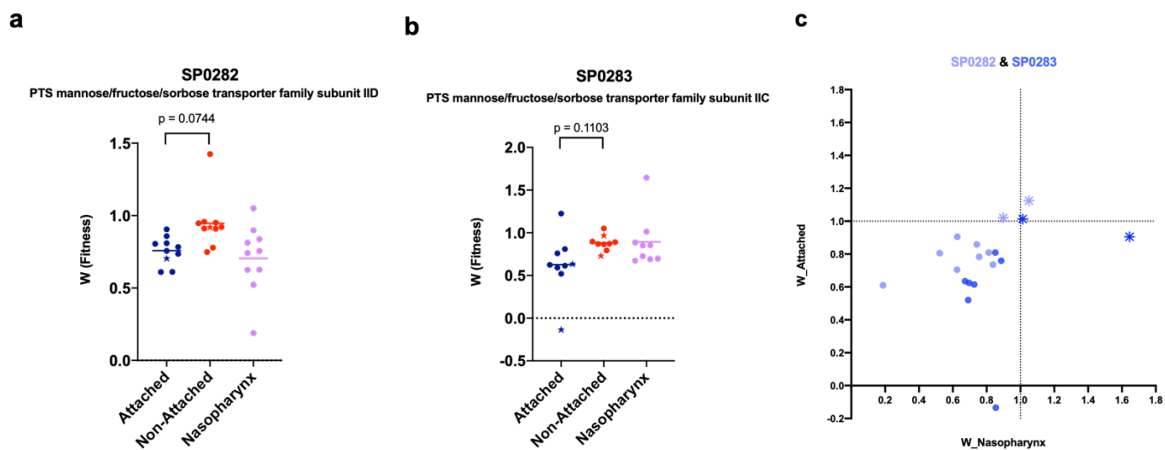 a
SP0282
PTS mannose/fructose/sorbose transporter family subunit IID
p = 0.0744
1.5
1.0
0.5
0.0
W (Fitness)
Attached
Non-Attached
Nasopharynx
b
SP0283
PTS mannose/fructose/sorbose transporter family subunit IIC
p = 0.1103
2.0
1.5
1.0
0.5
0.0
-0.5
W (Fitness)
Attached
Non-Attached
Nasopharynx
c
SP0282 & SP0283
1.8
1.6
1.4
1.2
1.0
0.8
0.6
0.4
0.2
0.0
-0.2
W_Attached
0.2 0.4 0.6 0.8 1.0 1.2 1.4 1.6 1.8
W_Nasopharynx